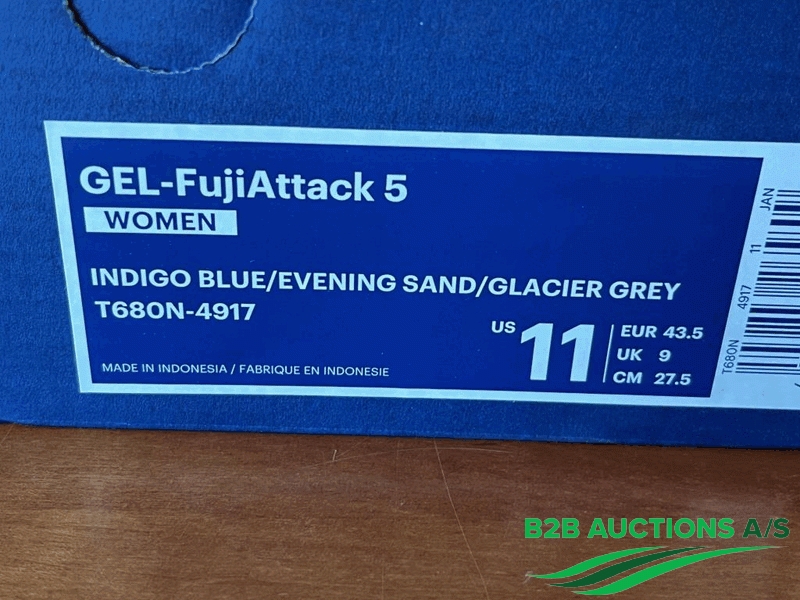 GEL-FujiAttack 5
WOMEN
INDIGO BLUE/EVENING SAND/GLACIER GREY
T680N-4917
US 11
EUR 43.5
UK 9
CM 27.5
MADE IN INDONESIA / FABRIQUE EN INDONESIE
T680N 4917 11 JAN
B2B AUCTIONS A/S